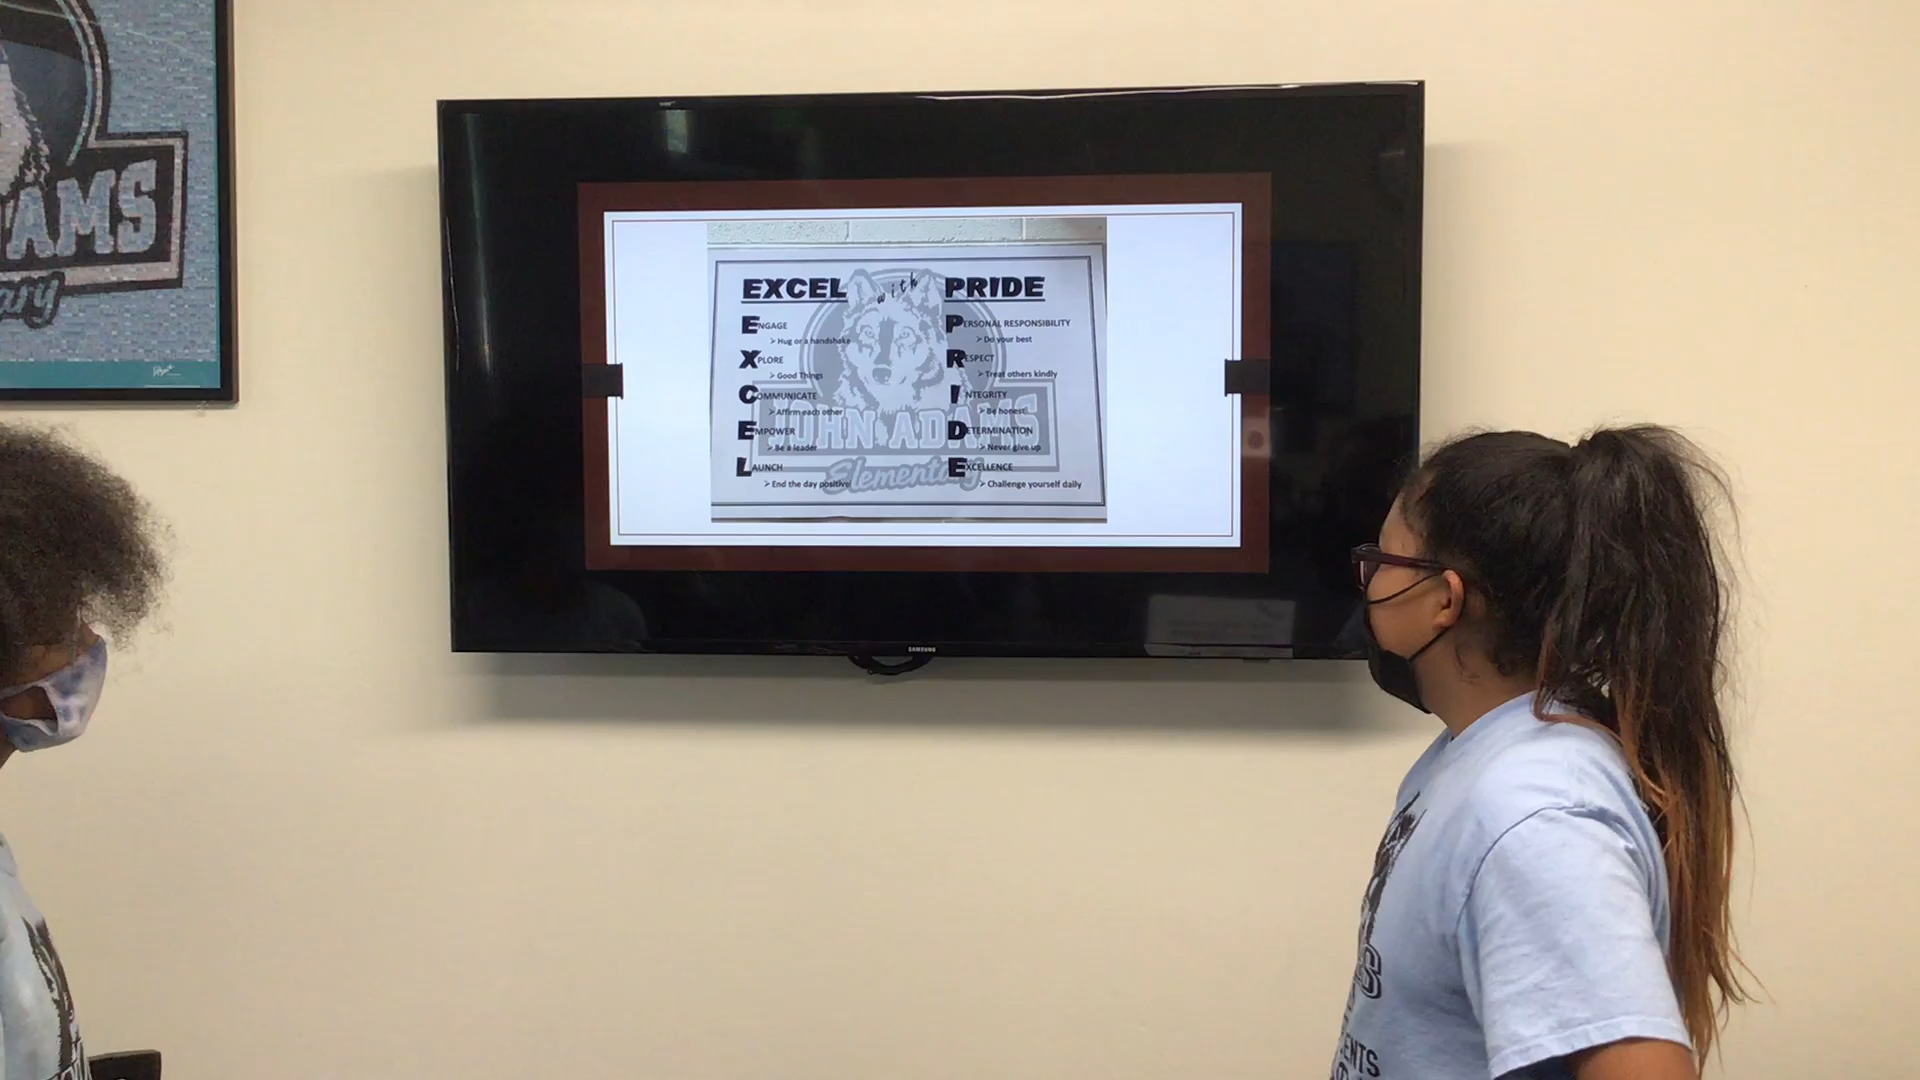 AMS
EXCEL with PRIDE
ENGAGE
➢ Hug or a handshake
XPLORE
➢ Good Things
COMMUNICATE
➢ Affirm each other
EMPOWER
➢ Be a leader
LAUNCH
➢ End the day positive
PERSONAL RESPONSIBILITY
➢ Do your best
RESPECT
➢ Treat others kindly
INTEGRITY
➢ Be honest
DETERMINATION
➢ Never give up
EXCELLENCE
➢ Challenge yourself daily
JOHN ADAMS
Elementary
SAMSUNG
ENTS